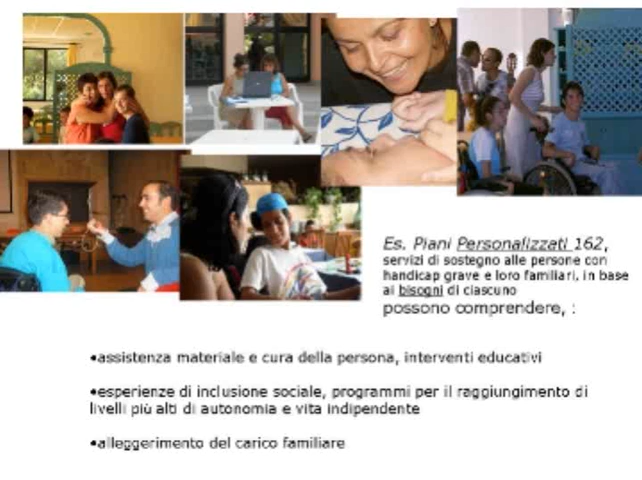 Es. Piani Personalizzati 162,
servizi di sostegno alle persone con
handicap grave e loro familiari, in base
ai bisogni di ciascuno
possono comprendere, :
•assistenza materiale e cura della persona, interventi educativi
•esperienze di inclusione sociale, programmi per il raggiungimento di
livelli più alti di autonomia e vita indipendente
•alleggerimento del carico familiare